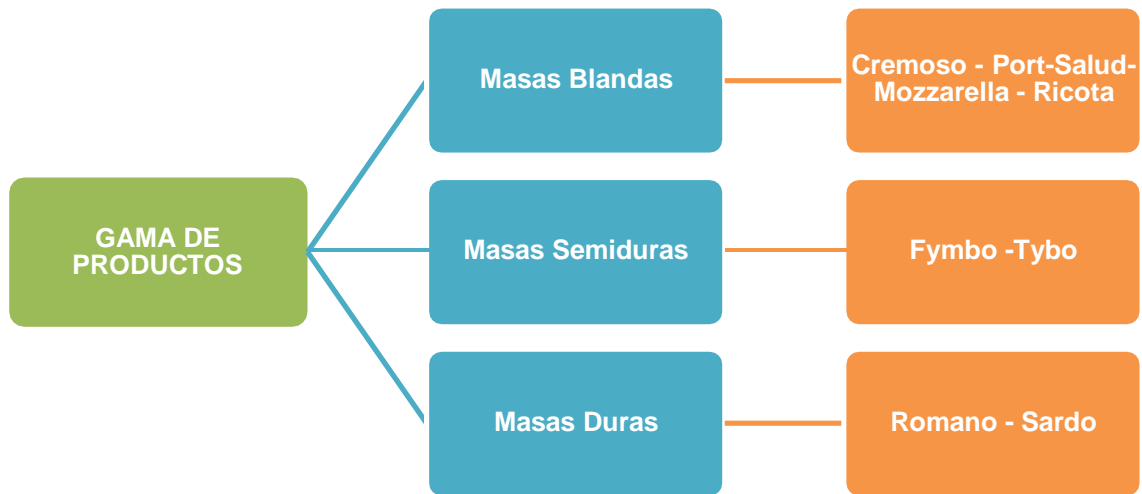 Masas Blandas
Cremoso - Port-Salud-
Mozzarella - Ricota
GAMA DE
PRODUCTOS
Masas Semiduras
Fymbo -Tybo
Masas Duras
Romano - Sardo